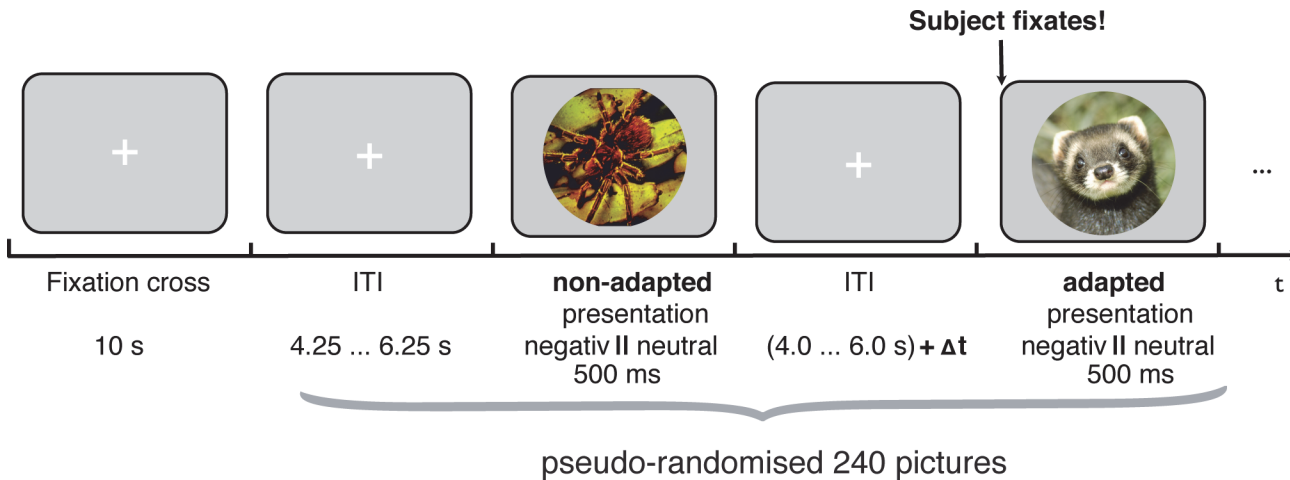 Subject fixates!
...
Fixation cross
ITI
non-adapted
ITI
adapted
t
presentation
presentation
10 s
4.25 ... 6.25 s
negativ II neutral
(4.0 ... 6.0 s) + Δt
negativ II neutral
500 ms
500 ms
pseudo-randomised 240 pictures